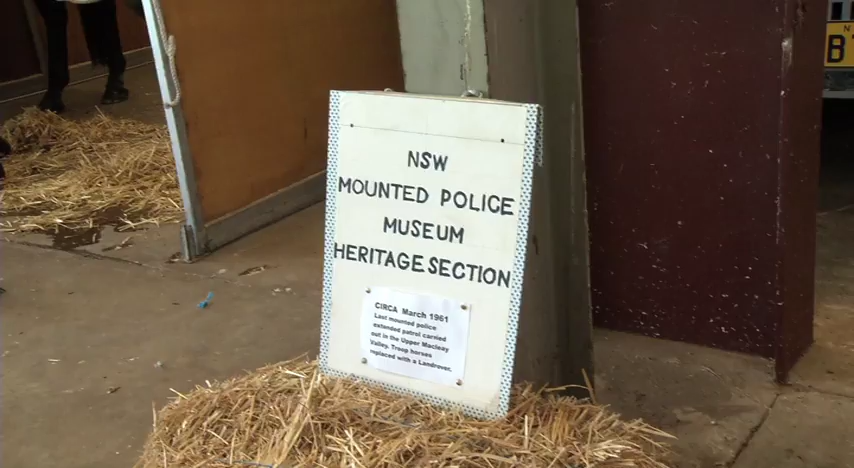 NSW
MOUNTED POLICE
MUSEUM
HERITAGE SECTION
CIRCA March 1961
Last mounted police
extended patrol carried
out in the Upper Macleay
Valley. Troop horses
replaced with a Landrover.